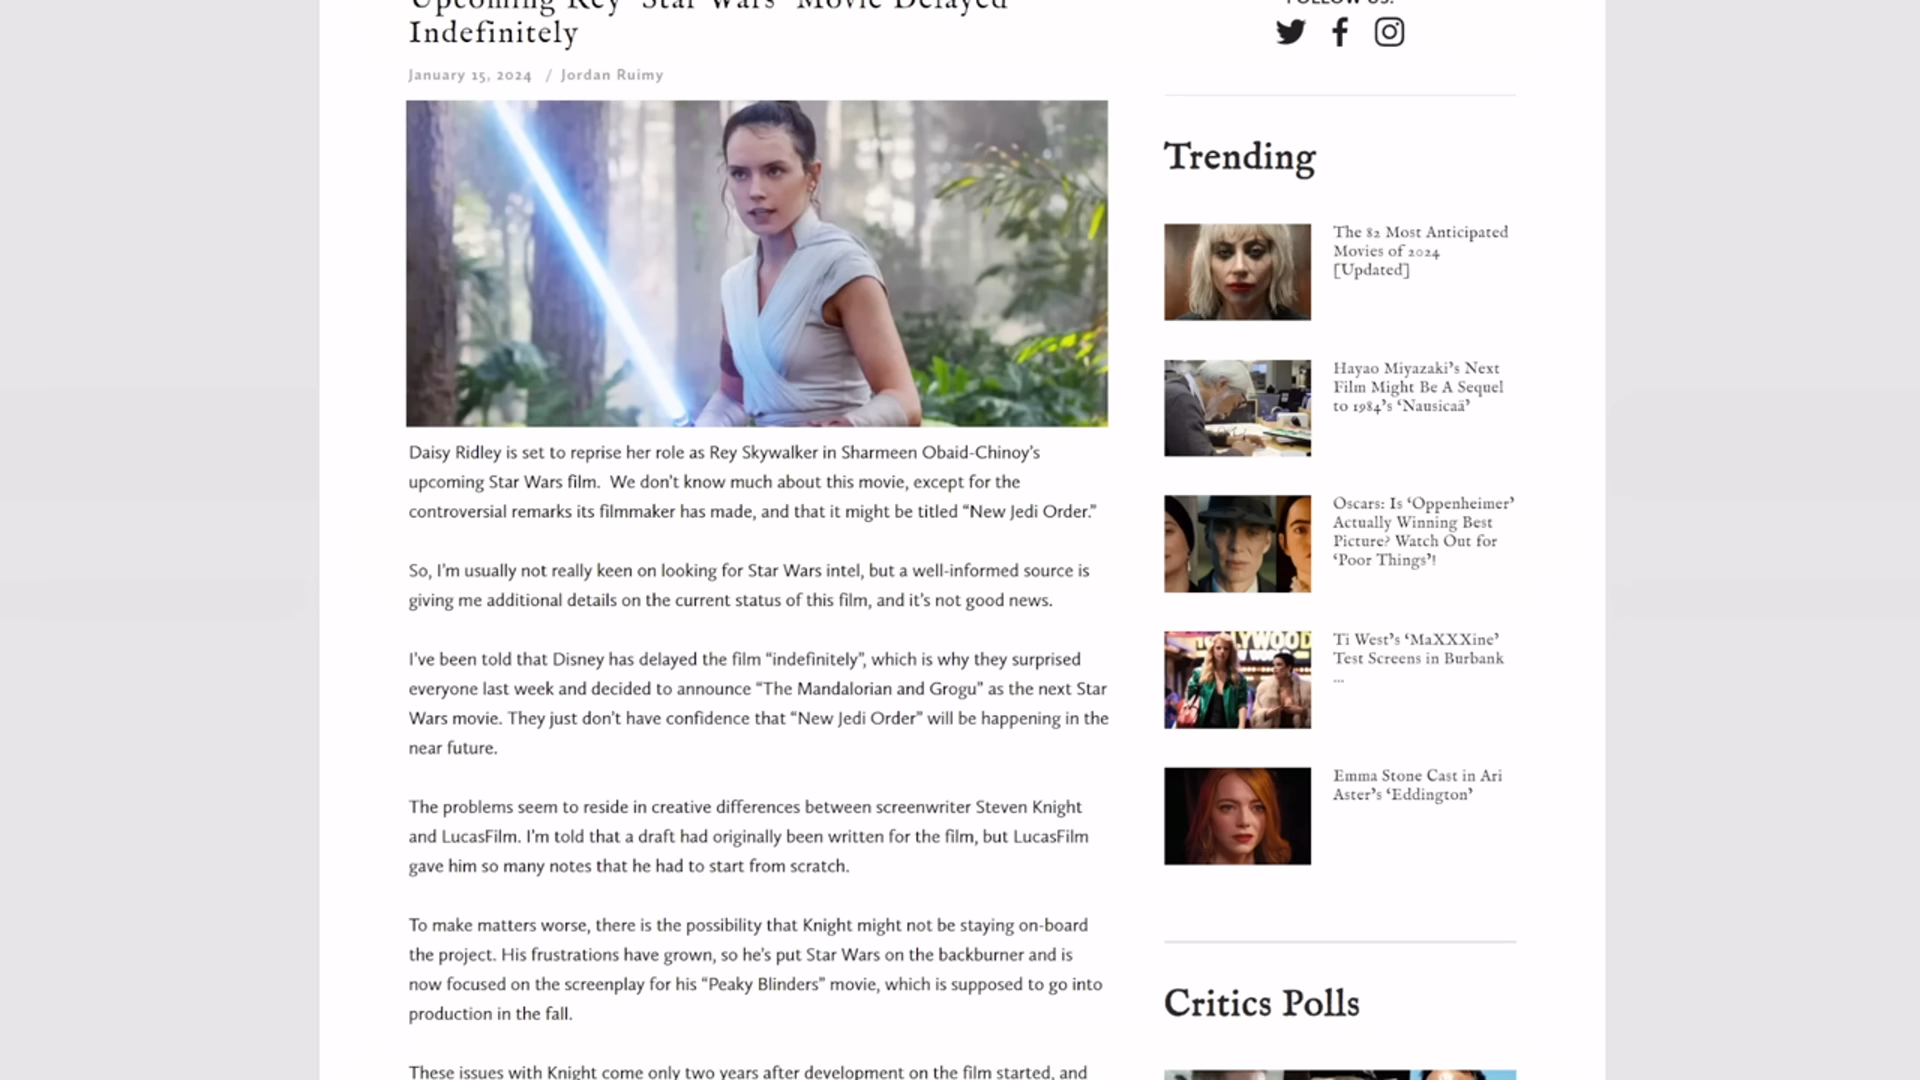 Upcoming Rey ‘Star Wars’ Movie Delayed
Indefinitely
January 15, 2024 / Jordan Ruimy
Daisy Ridley is set to reprise her role as Rey Skywalker in Sharmeen Obaid-Chinoy’s
upcoming Star Wars film.  We don’t know much about this movie, except for the
controversial remarks its filmmaker has made, and that it might be titled “New Jedi Order.”
So, I’m usually not really keen on looking for Star Wars intel, but a well-informed source is
giving me additional details on the current status of this film, and it’s not good news.
I’ve been told that Disney has delayed the film “indefinitely”, which is why they surprised
everyone last week and decided to announce “The Mandalorian and Grogu” as the next Star
Wars movie. They just don’t have confidence that “New Jedi Order” will be happening in the
near future.
The problems seem to reside in creative differences between screenwriter Steven Knight
and LucasFilm. I’m told that a draft had originally been written for the film, but LucasFilm
gave him so many notes that he had to start from scratch.
To make matters worse, there is the possibility that Knight might not be staying on-board
the project. His frustrations have grown, so he’s put Star Wars on the backburner and is
now focused on the screenplay for his “Peaky Blinders” movie, which is supposed to go into
production in the fall.
These issues with Knight come only two years after development on the film started, and
FOLLOW US:
Trending
The 82 Most Anticipated
Movies of 2024
[Updated]
Hayao Miyazaki’s Next
Film Might Be A Sequel
to 1984’s ‘Nausicaä’
Oscars: Is ‘Oppenheimer’
Actually Winning Best
Picture? Watch Out for
‘Poor Things’!
LYWOOD
Ti West’s ‘MaXXXine’
Test Screens in Burbank
...
Emma Stone Cast in Ari
Aster’s ‘Eddington’
Critics Polls